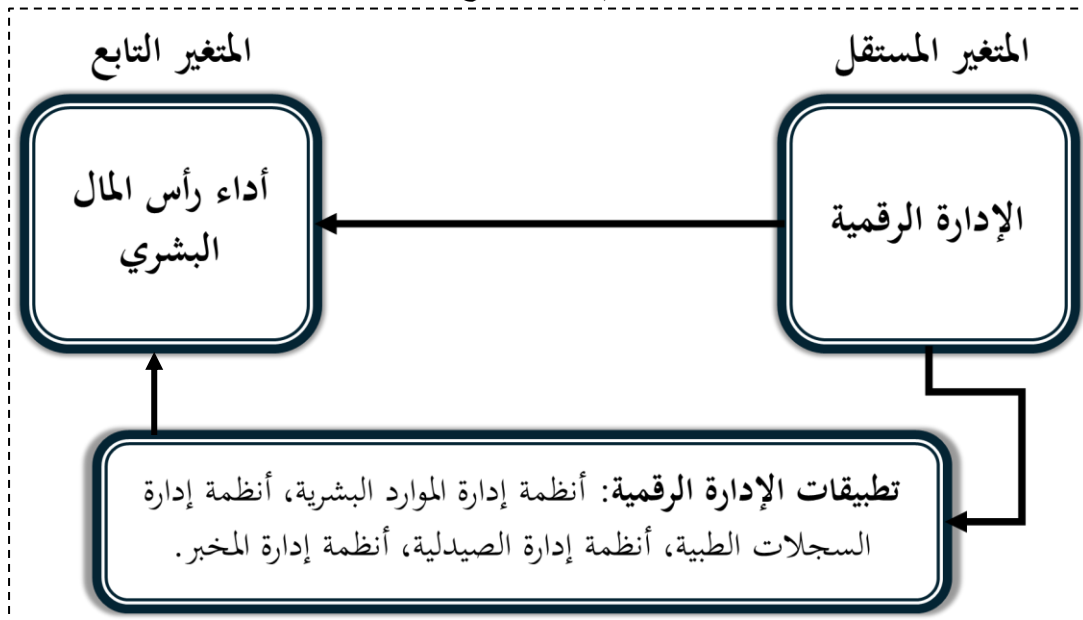 المتغير المستقل
المتغير التابع
الإدارة الرقمية
أداء رأس المال
البشري
تطبيقات الإدارة الرقمية: أنظمة إدارة الموارد البشرية، أنظمة إدارة
السجلات الطبية، أنظمة إدارة الصيدلية، أنظمة إدارة المخبر.